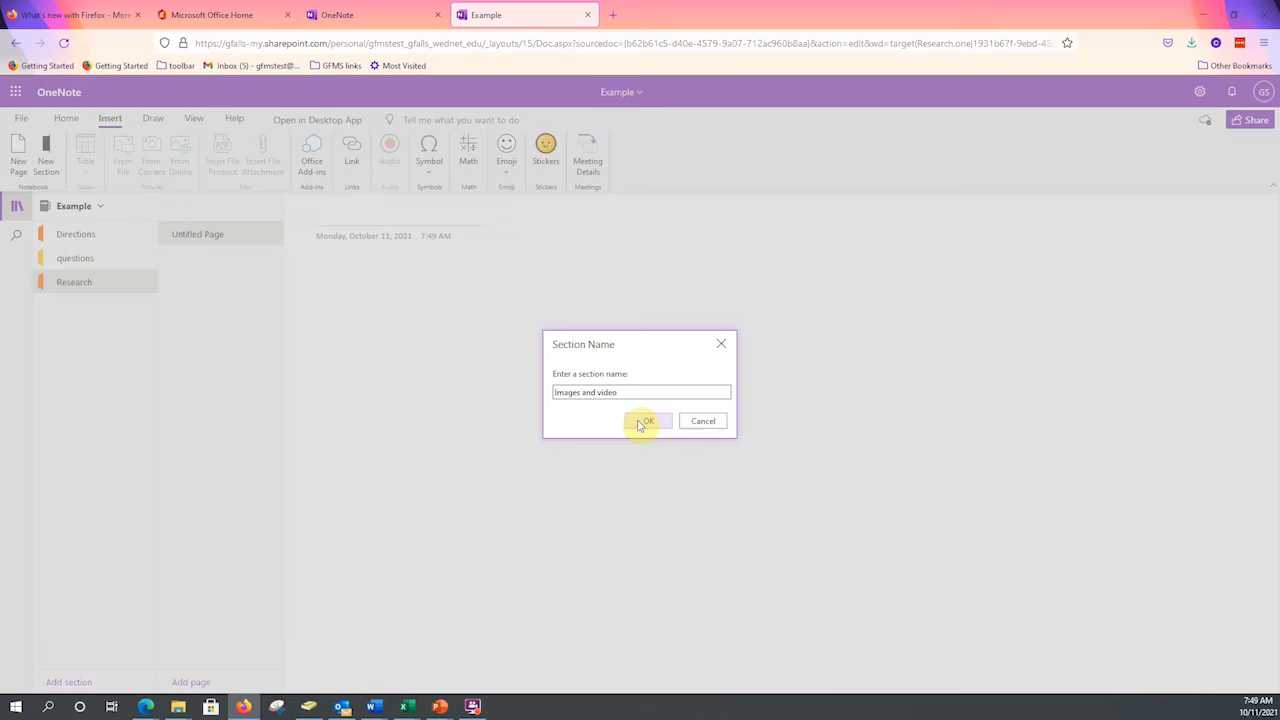 What's new with Firefox - More
Microsoft Office Home
OneNote
Example
https://gfalls-my.sharepoint.com/personal/gfmstest_gfalls_wednet_edu/_layouts/15/Doc.aspx?sourcedoc={b62b61c5-d40e-4579-9a07-712ac960b8aa}&action=edit&wd=target(Research.one|1931b67f-9ebd-45
Getting Started
Getting Started
toolbar
Inbox (5) - gfmstest@...
GFMS links
Most Visited
Other Bookmarks
OneNote
Example
GS
File
Home
Insert
Draw
View
Help
Open in Desktop App
Tell me what you want to do
Share
New Page
New Section
Table
From File
From Camera
From Online
Insert File Printout
Insert File Attachment
Office Add-ins
Link
Audio
Symbol
Math
Emoji
Stickers
Meeting Details
Notebook
Tables
Pictures
Files
Add-ins
Links
Audio
Symbols
Math
Emoji
Stickers
Meetings
Example
Directions
Untitled Page
questions
Research
Monday, October 11, 2021 7:49 AM
Section Name
Enter a section name:
Images and video
OK
Cancel
Add section
Add page
7:49 AM
10/11/2021